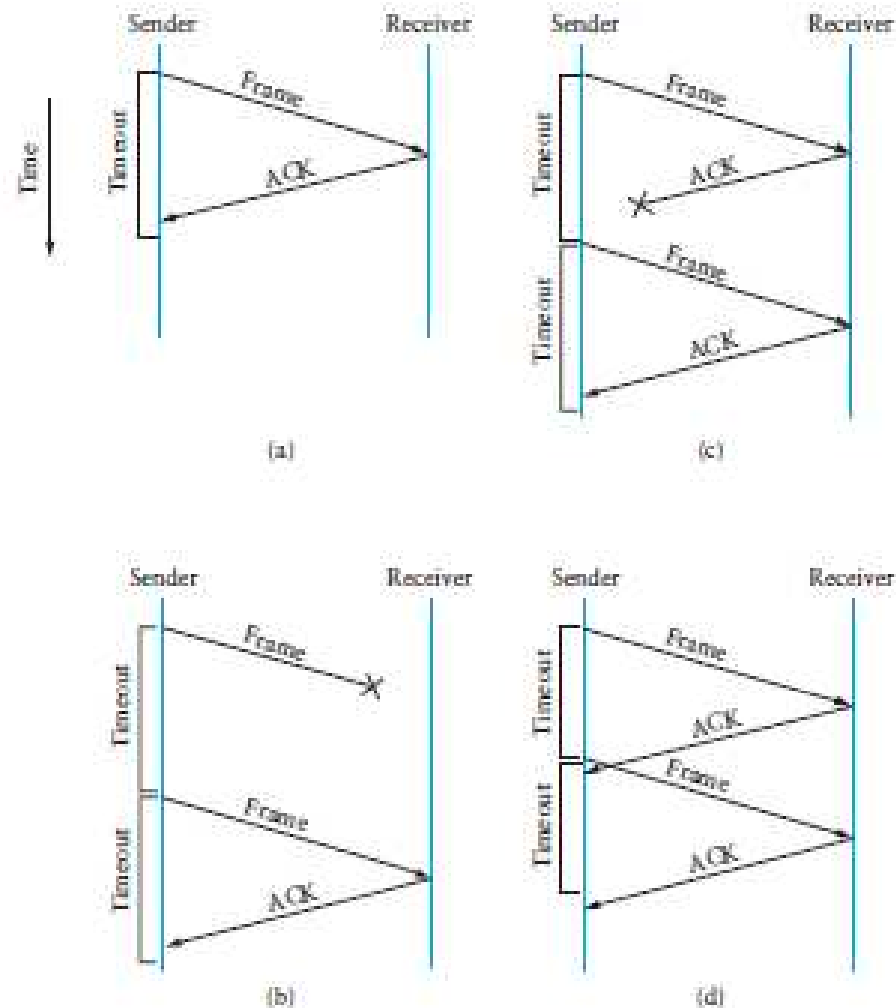 Sender
Receiver
Time
Timeout
Frame
ACK
(a)
Sender
Receiver
Timeout
Frame
ACK
Timeout
Frame
ACK
(c)
Sender
Receiver
Timeout
Frame
Timeout
Frame
ACK
(b)
Sender
Receiver
Timeout
Frame
ACK
Timeout
Frame
ACK
(d)